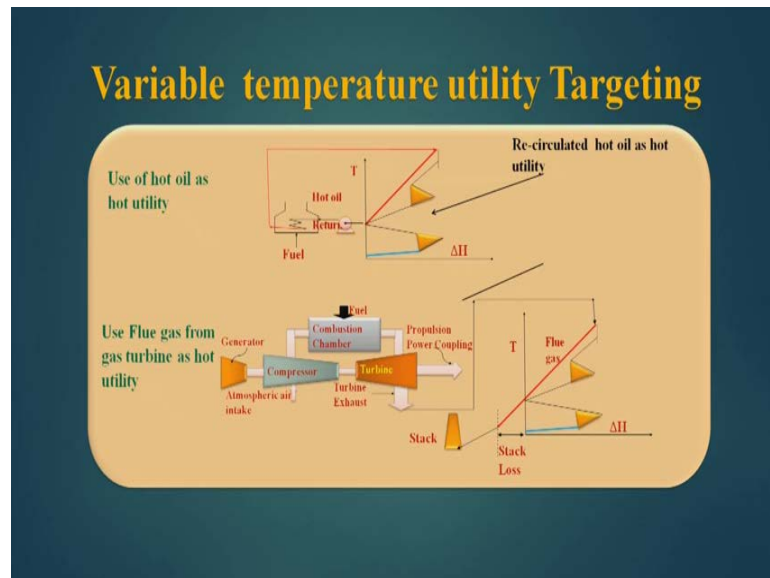 Variable temperature utility Targeting
Use of hot oil as
hot utility
Re-circulated hot oil as hot
utility
T
Hot oil
Return
Fuel
ΔH
Use Flue gas from
gas turbine as hot
utility
Fuel
Combustion
Chamber
Generator
Compressor
Turbine
Propulsion
Power Coupling
Atmospheric air
intake
Turbine
Exhaust
T
Flue
gas
ΔH
Stack
Stack
Loss